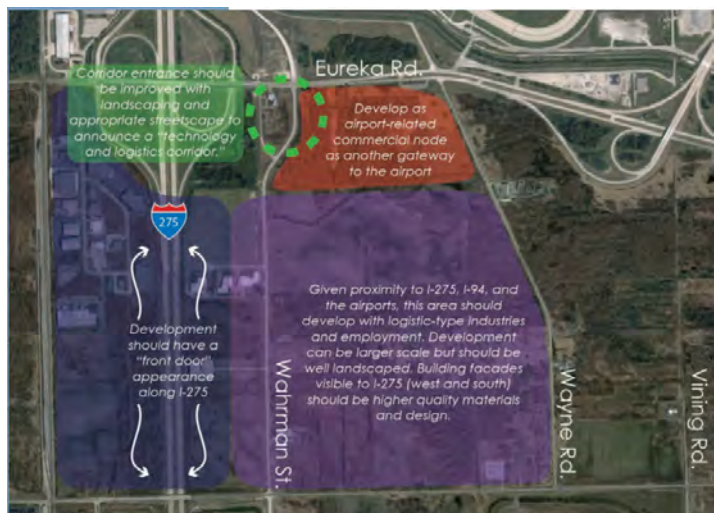 Eureka Rd.
Corridor entrance should
be improved with
landscaping and
appropriate streetscape to
announce a "technology
and logistics corridor."
Develop as
airport-related
commercial node
as another gateway
to the airport
275
Development
should have a
"front door"
appearance
along I-275
Given proximity to I-275, I-94, and
the airports, this area should
develop with logistic-type industries
and employment. Development
can be larger scale but should be
well landscaped. Building facades
visible to I-275 (west and south)
should be higher quality materials
and design.
Wahrman St.
Wayne Rd.
Vining Rd.